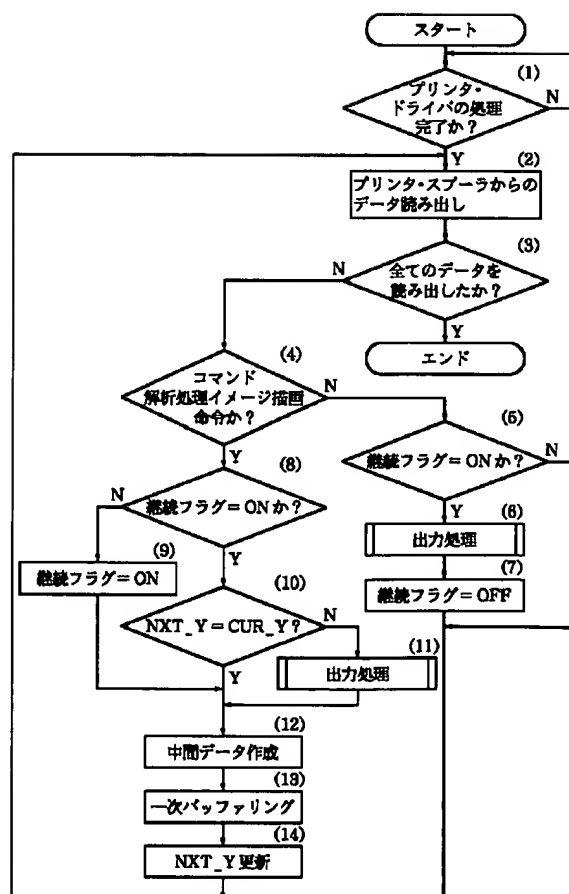 スタート
(1)
プリンタ・
ドライバの処理
完了か?
N
Y
(2)
プリンタ・スプーラからの
データ読み出し
(3)
全てのデータを
読み出したか?
N
Y
エンド
(4)
コマンド
解析処理イメージ描画
命令か?
N
Y
(5)
継続フラグ=ONか?
N
Y
(6)
出力処理
(7)
継続フラグ=OFF
(8)
継続フラグ=ONか?
N
Y
(9)
継続フラグ=ON
(10)
NXT_Y=CUR_Y?
N
Y
(11)
出力処理
(12)
中間データ作成
(13)
一次バッファリング
(14)
NXT_Y更新